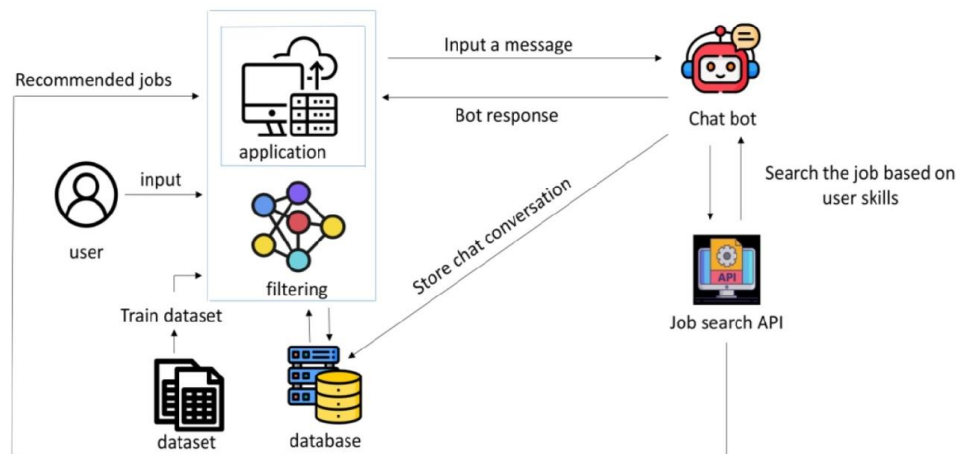 Input a message
Recommended jobs
Bot response
Chat bot
application
input
Search the job based on
user skills
Store chat conversation
user
API
filtering
Train dataset
Job search API
dataset
database